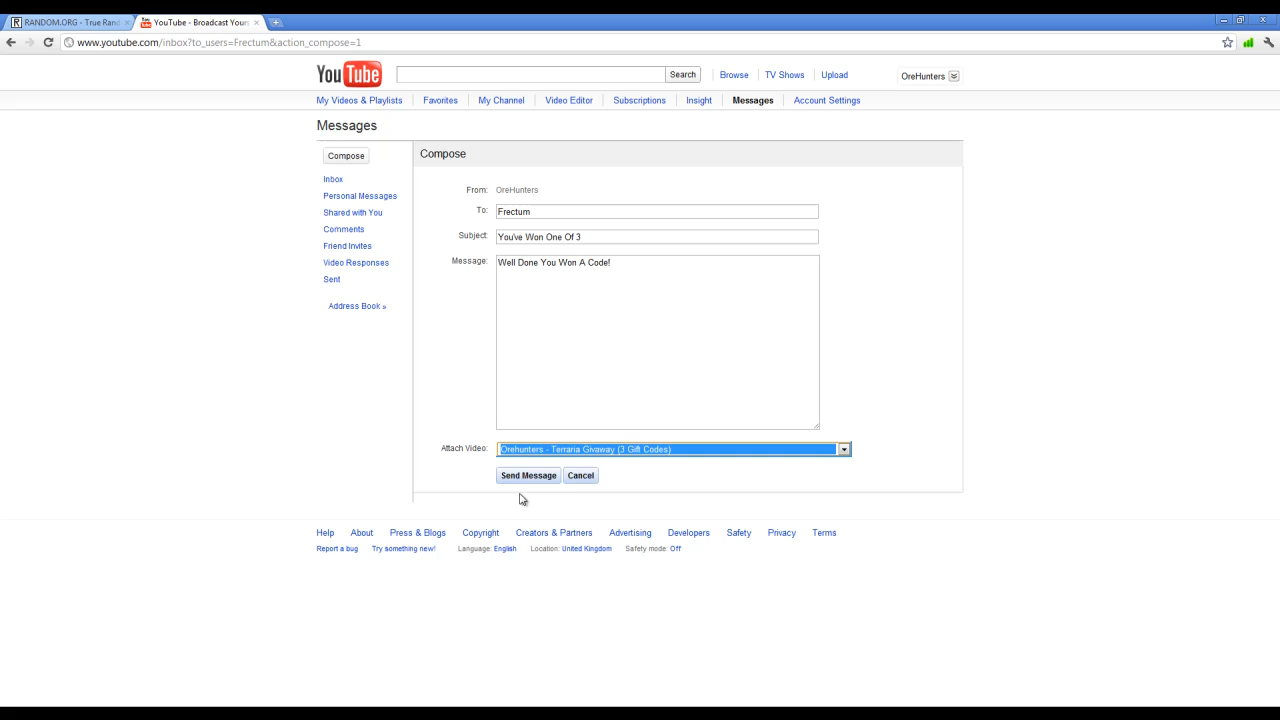 RANDOM.ORG - True Rand
YouTube - Broadcast Yours
www.youtube.com/inbox?to_users=Frectum&action_compose=1
YouTube
Search
Browse
TV Shows
Upload
OreHunters
My Videos & Playlists
Favorites
My Channel
Video Editor
Subscriptions
Insight
Messages
Account Settings
Messages
Compose
Inbox
Personal Messages
Shared with You
Comments
Friend Invites
Video Responses
Sent
Address Book »
Compose
From: OreHunters
To: Frectum
Subject: You've Won One Of 3
Message: Well Done You Won A Code!
Attach Video: Orehunters - Terraria Givaway (3 Gift Codes)
Send Message Cancel
Help About Press & Blogs Copyright Creators & Partners Advertising Developers Safety Privacy Terms
Report a bug Try something new! Language: English Location: United Kingdom Safety mode: Off